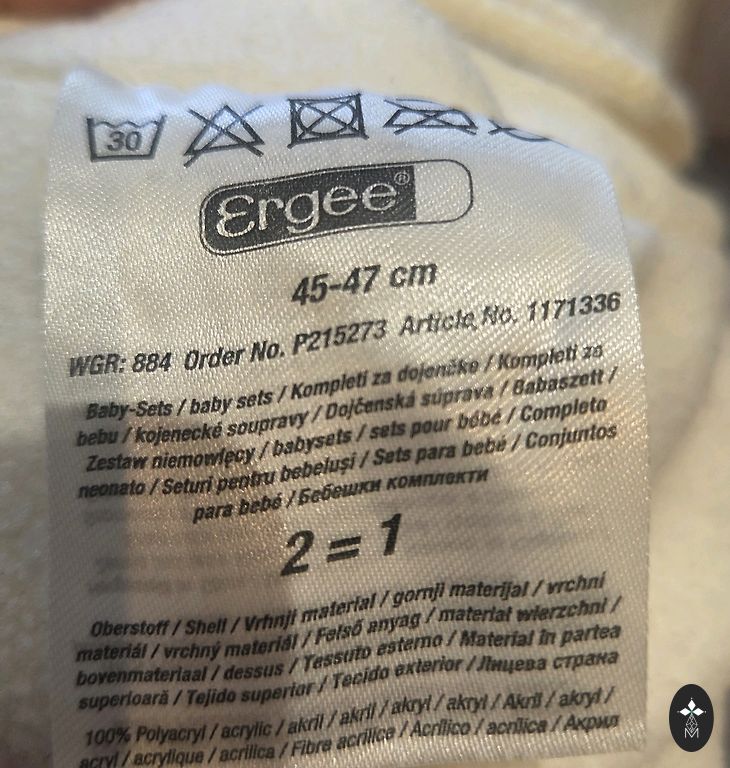 30
Ergee®
45-47 cm
WGR: 884 Order No. P215273 Article No. 1171336
Baby-Sets / baby sets / Kompleti za dojenčke / Kompleti za
bebu / kojenecké soupravy / Dojčenská súprava / Babaszett /
Zestaw niemowlęcy / babysets / sets pour bébé / Completo
neonato / Seturi pentru bebeluşi / Sets para bebé / Conjuntos
para bebé / Бебешки комплекти
2 = 1
Oberstoff / Shell / Vrhnji material / gornji materijal / vrchní
materiál / vrchný materiál / Felső anyag / materiał wierzchni /
bovenmateriaal / dessus / Tessuto esterno / Material în partea
superioară / Tejido superior / Tecido exterior / Лицева страна
100% Polyacryl / acrylic / akril / akril / akryl / akryl / Akril / akryl /
acryl / acrylique / acrilica / Fibre acrilice / Acrílico / acrílica / Акрил